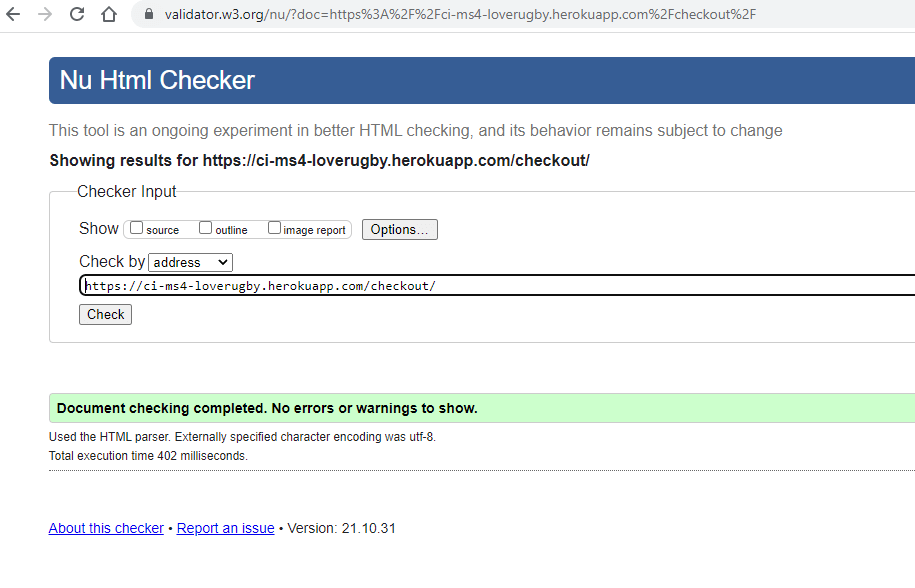 validator.w3.org/nu/?doc=https%3A%2F%2Fci-ms4-loverugby.herokuapp.com%2Fcheckout%2F
Nu Html Checker
This tool is an ongoing experiment in better HTML checking, and its behavior remains subject to change
Showing results for https://ci-ms4-loverugby.herokuapp.com/checkout/
Checker Input
Show source outline image report Options...
Check by address
https://ci-ms4-loverugby.herokuapp.com/checkout/
Check
Document checking completed. No errors or warnings to show.
Used the HTML parser. Externally specified character encoding was utf-8.
Total execution time 402 milliseconds.
About this checker • Report an issue • Version: 21.10.31